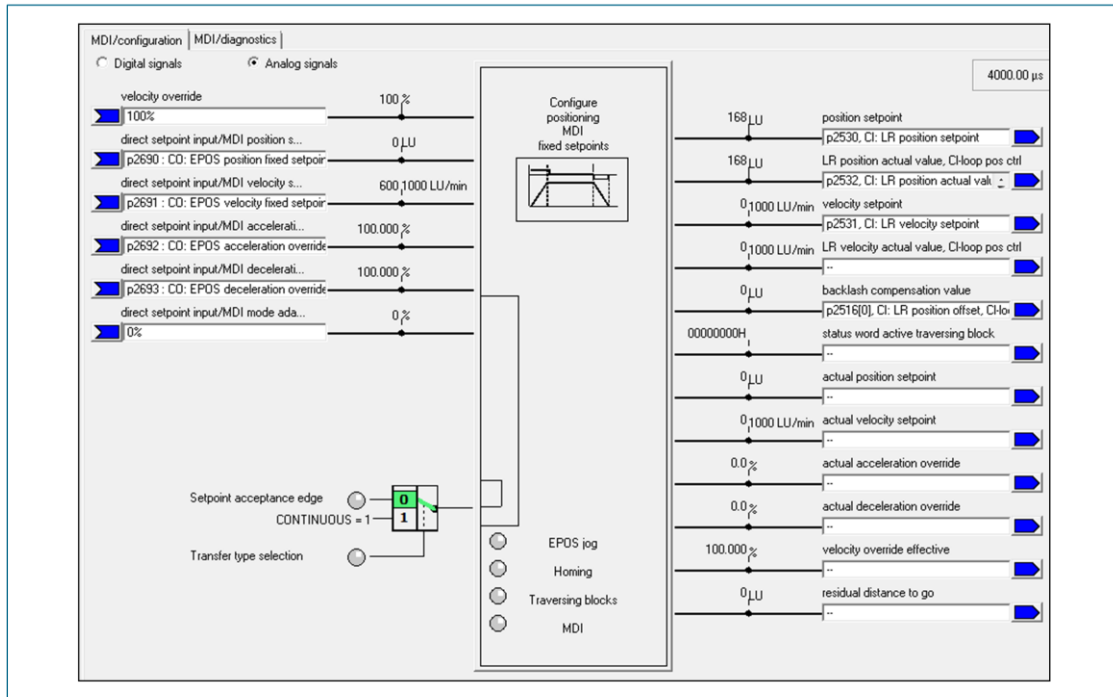 MDI/configuration MDI/diagnostics
Digital signals Analog signals
4000.00 µs
velocity override 100 %
100%
direct setpoint input/MDI position s... 0 LU
p2690 : CO: EPOS position fixed setpoir
direct setpoint input/MDI velocity s... 600 1000 LU/min
p2691 : CO: EPOS velocity fixed setpoir
direct setpoint input/MDI accelerati... 100.000 %
p2692 : CO: EPOS acceleration override
direct setpoint input/MDI decelerati... 100.000 %
p2693 : CO: EPOS deceleration override
direct setpoint input/MDI mode ada... 0 %
0%
Setpoint acceptance edge 0
CONTINUOUS = 1 1
Transfer type selection
Configure
positioning
MDI
fixed setpoints
EPOS jog
Homing
Traversing blocks
MDI
168 LU position setpoint
p2530, CI: LR position setpoint
168 LU LR position actual value, CI-loop pos ctrl
p2532, CI: LR position actual valu
0 1000 LU/min velocity setpoint
p2531, CI: LR velocity setpoint
0 1000 LU/min LR velocity actual value, CI-loop pos ctrl
--
0 LU backlash compensation value
p2516[0], CI: LR position offset, CI-loo
00000000H status word active traversing block
--
0 LU actual position setpoint
--
0 1000 LU/min actual velocity setpoint
--
0.0 % actual acceleration override
--
0.0 % actual deceleration override
--
100.000 % velocity override effective
--
0 LU residual distance to go
--